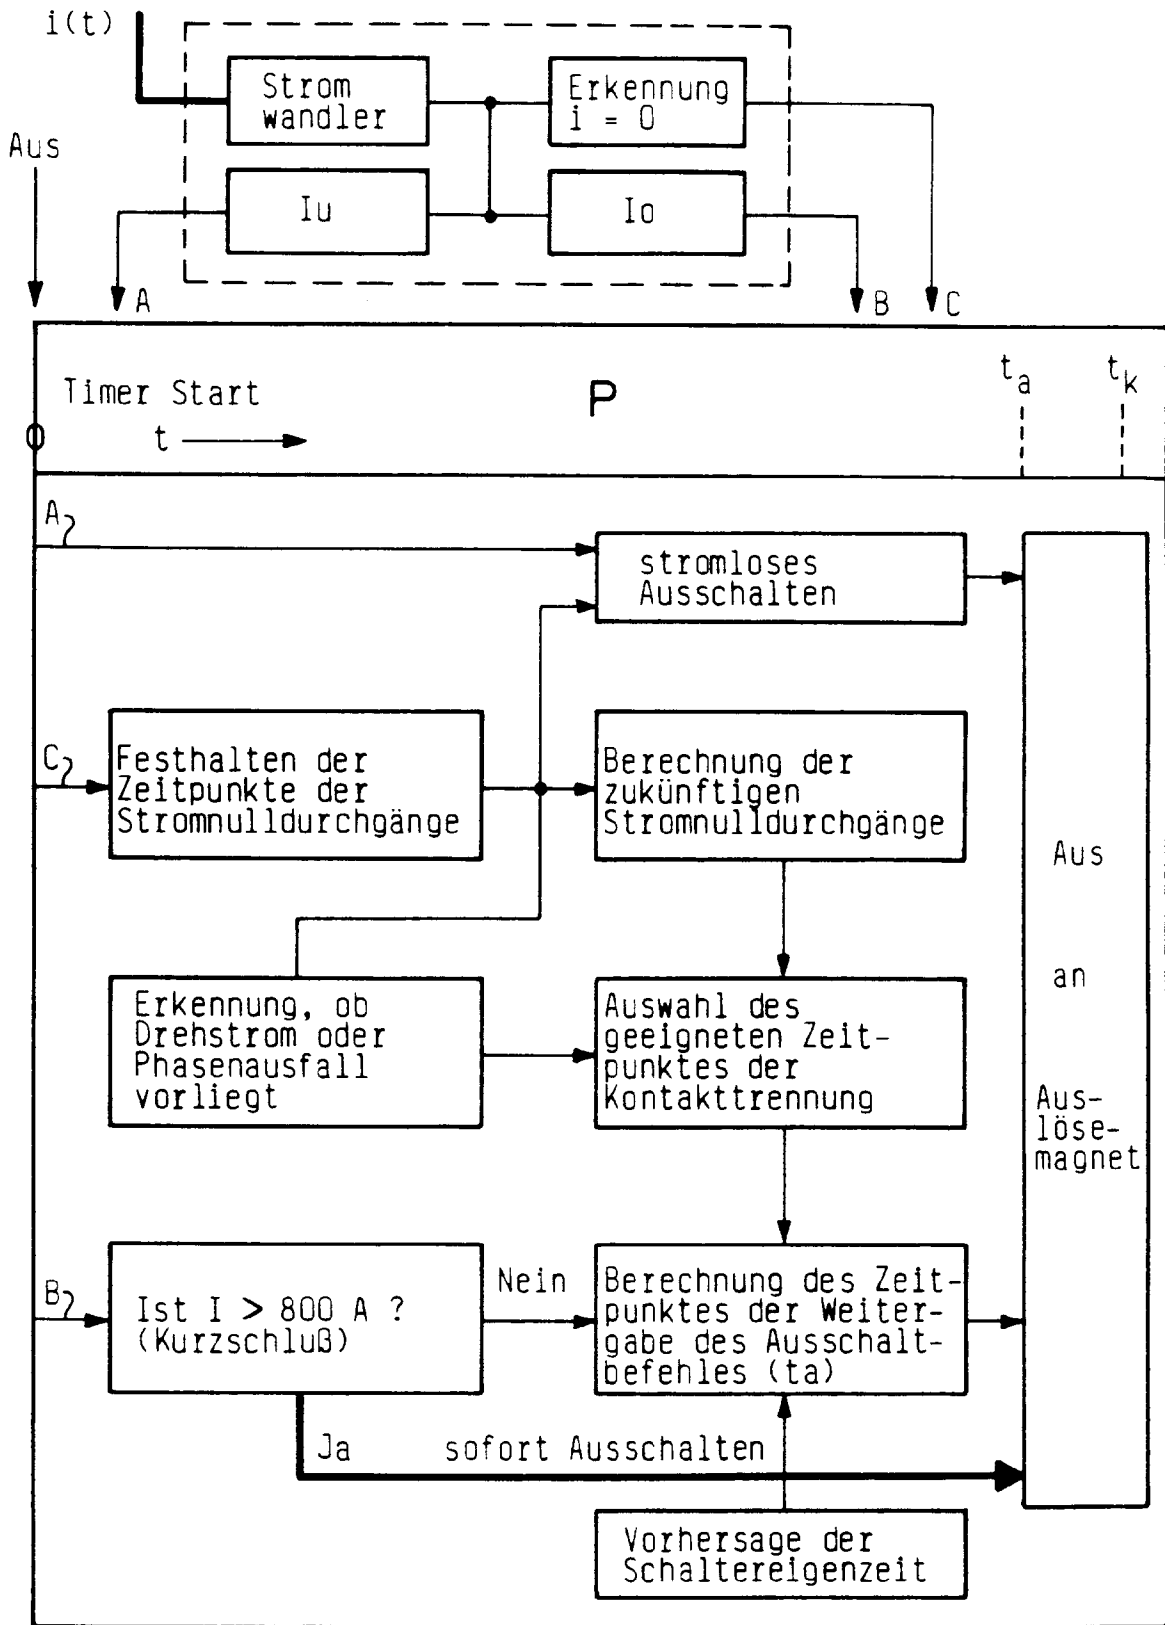 i(t)
Strom
wandler
Erkennung
i = 0
Aus
Iu
Io
A
B
C
Timer Start
t
P
ta
tk
A
stromloses
Ausschalten
C
Festhalten der
Zeitpunkte der
Stromnulldurchgänge
Berechnung der
zukünftigen
Stromnulldurchgänge
Aus
an
Aus-
löse-
magnet
Erkennung, ob
Drehstrom oder
Phasenausfall
vorliegt
Auswahl des
geeigneten Zeit-
punktes der
Kontakttrennung
B
Ist I > 800 A ?
(Kurzschluß)
Nein
Berechnung des Zeit-
punktes der Weiter-
gabe des Ausschalt-
befehles (ta)
Ja
sofort Ausschalten
Vorhersage der
Schaltereigenzeit